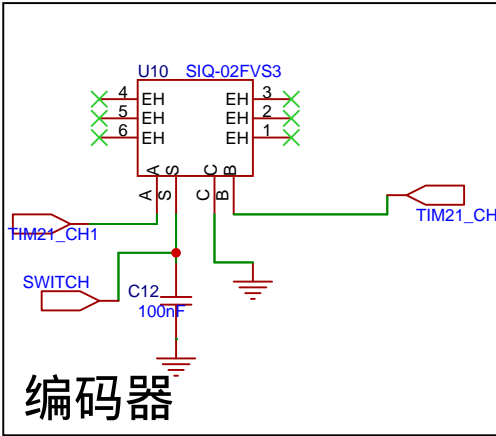 U10 SIQ-02FVS3
4 EH EH 3
5 EH EH 2
6 EH EH 1
A S C B
A S C B
TIM21_CH1
TIM21_CH
SWITCH
C12
100nF
编码器